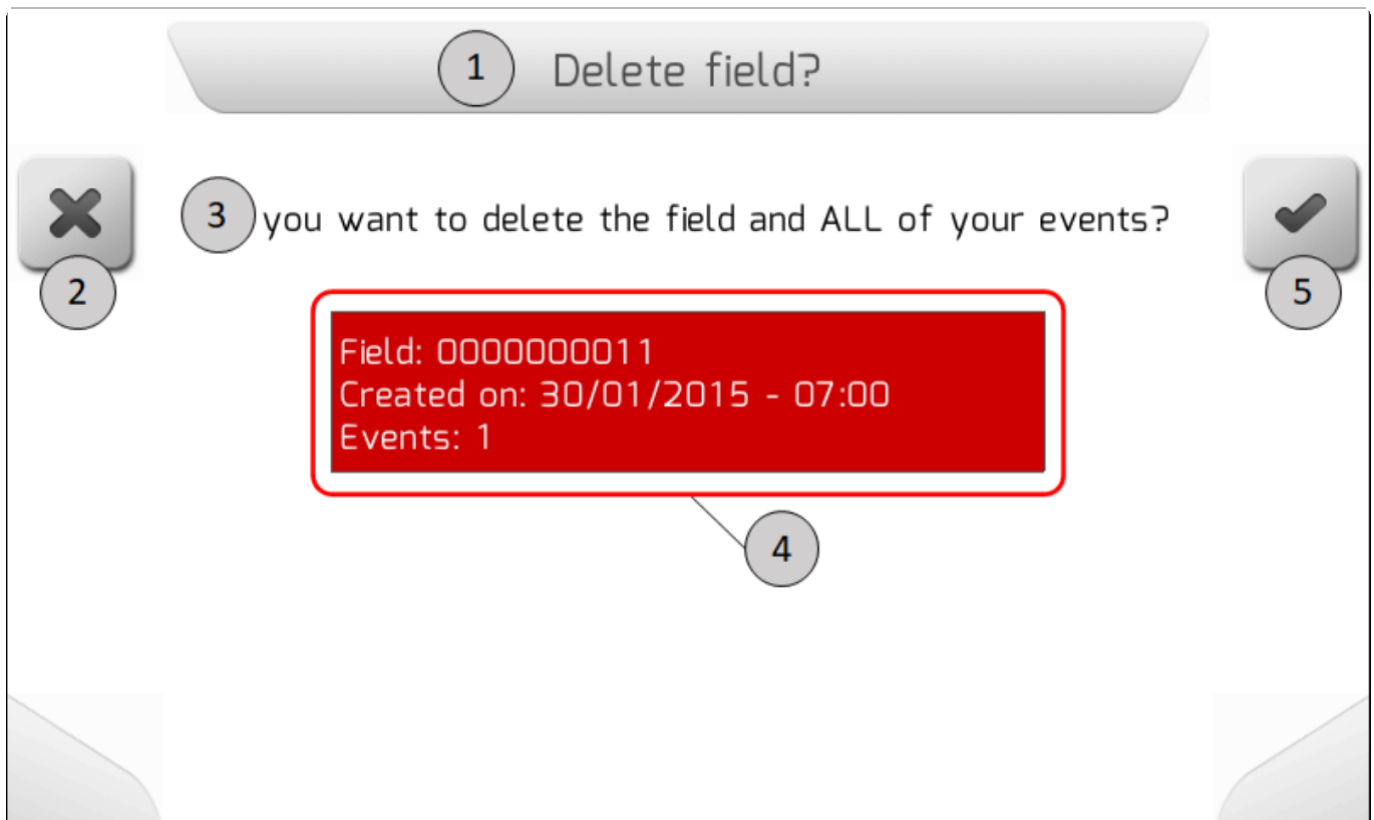 1 Delete field?
3 you want to delete the field and ALL of your events?
2
5
Field: 0000000011
Created on: 30/01/2015 - 07:00
Events: 1
4